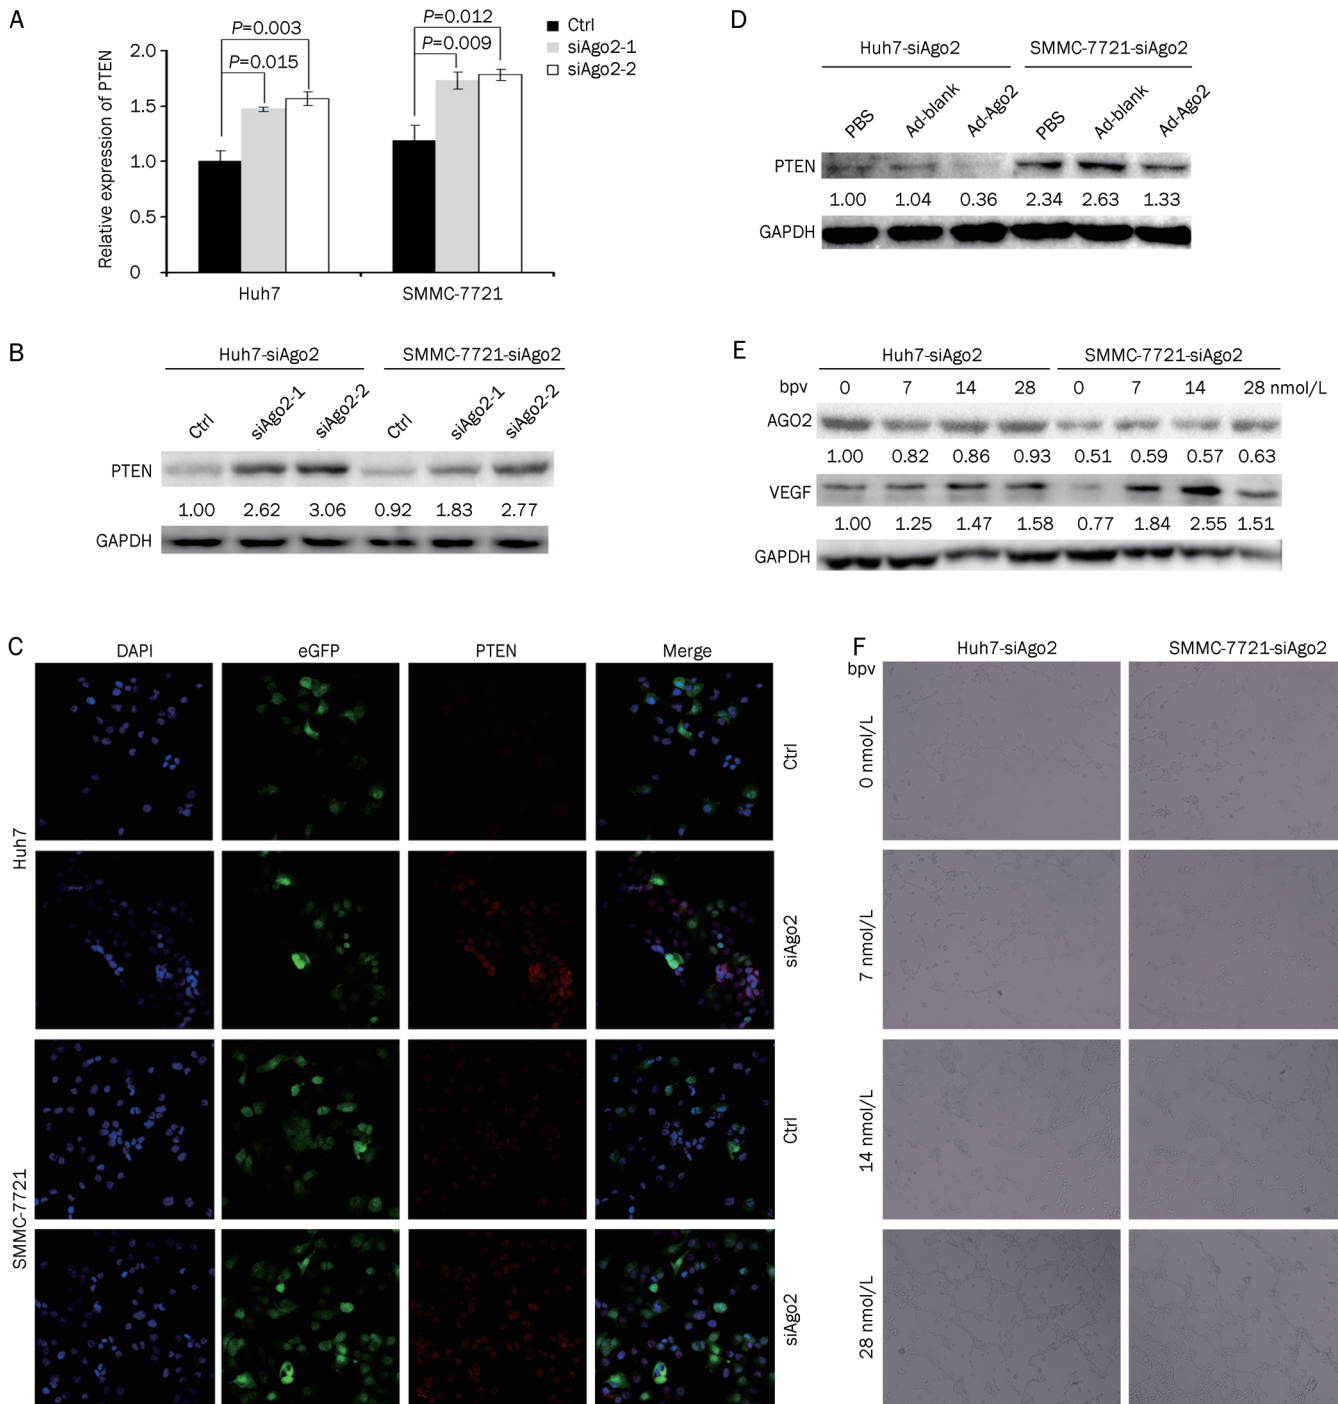 A
P=0.003
P=0.015
P=0.012
P=0.009
Ctrl
siAgo2-1
siAgo2-2
Relative expression of PTEN
2.0
1.5
1.0
0.5
0
Huh7
SMMC-7721
B
Huh7-siAgo2
SMMC-7721-siAgo2
Ctrl
siAgo2-1
siAgo2-2
Ctrl
siAgo2-1
siAgo2-2
PTEN
1.00 2.62 3.06 0.92 1.83 2.77
GAPDH
C
DAPI eGFP PTEN Merge
Huh7
Ctrl
siAgo2
SMMC-7721
Ctrl
siAgo2
D
Huh7-siAgo2
SMMC-7721-siAgo2
PBS
Ad-blank
Ad-Ago2
PBS
Ad-blank
Ad-Ago2
PTEN
1.00 1.04 0.36 2.34 2.63 1.33
GAPDH
E
Huh7-siAgo2
SMMC-7721-siAgo2
bpv 0 7 14 28 0 7 14 28 nmol/L
AGO2
1.00 0.82 0.86 0.93 0.51 0.59 0.57 0.63
VEGF
1.00 1.25 1.47 1.58 0.77 1.84 2.55 1.51
GAPDH
F
Huh7-siAgo2
SMMC-7721-siAgo2
bpv
0 nmol/L
7 nmol/L
14 nmol/L
28 nmol/L